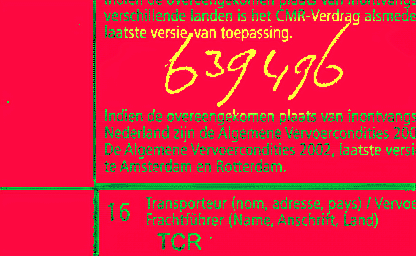 verschillende landen is het CMR-Verdrag alsmede
laatste versie van toepassing.
639496
Indien de overeengekomen plaats van inontvangs
Nederland zijn de Algemene Vervoercondities 200
De Algemene Vervoercondities 2002, laatste versi
te Amsterdam en Rotterdam.
16 Transporteur (nom, adresse, pays) / Vervoe
Frachtführer (Name, Anschrift, Land)
TCR